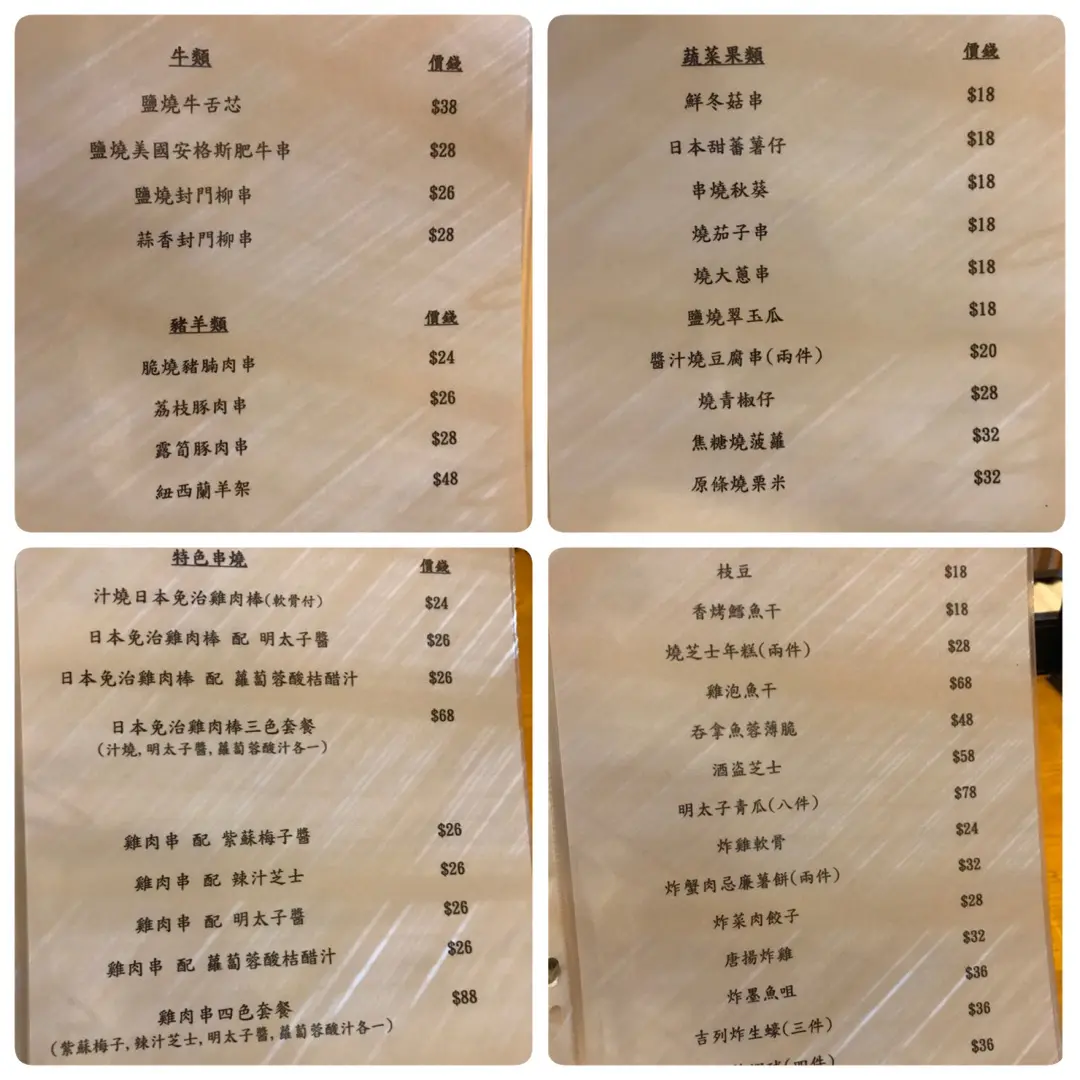 牛類 價錢
鹽燒牛舌芯 $38
鹽燒美國安格斯肥牛串 $28
鹽燒封門柳串 $26
蒜香封門柳串 $28
豬羊類 價錢
脆燒豬腩肉串 $24
荔枝豚肉串 $26
露筍豚肉串 $28
紐西蘭羊架 $48
蔬菜果類 價錢
鮮冬菇串 $18
日本甜蕃薯仔 $18
串燒秋葵 $18
燒茄子串 $18
燒大蔥串 $18
鹽燒翠玉瓜 $18
醬汁燒豆腐串(兩件) $20
燒青椒仔 $28
焦糖燒菠蘿 $32
原條燒粟米 $32
特色串燒 價錢
汁燒日本免治雞肉棒(軟骨付) $24
日本免治雞肉棒 配 明太子醬 $26
日本免治雞肉棒 配 蘿蔔蓉酸桔醋汁 $26
日本免治雞肉棒三色套餐 $68
(汁燒,明太子醬,蘿蔔蓉酸汁各一)
雞肉串 配 紫蘇梅子醬 $26
雞肉串 配 辣汁芝士 $26
雞肉串 配 明太子醬 $26
雞肉串 配 蘿蔔蓉酸桔醋汁 $26
雞肉串四色套餐 $88
(紫蘇梅子,辣汁芝士,明太子醬,蘿蔔蓉酸汁各一)
枝豆 $18
香烤鱈魚干 $18
燒芝士年糕(兩件) $28
雞泡魚干 $68
吞拿魚蓉薄脆 $48
酒盜芝士 $58
明太子青瓜(八件) $78
炸雞軟骨 $24
炸蟹肉忌廉薯餅(兩件) $32
炸菜肉餃子 $28
唐揚炸雞 $32
炸墨魚咀 $36
吉列炸生蠔(三件) $36
(四件) $36